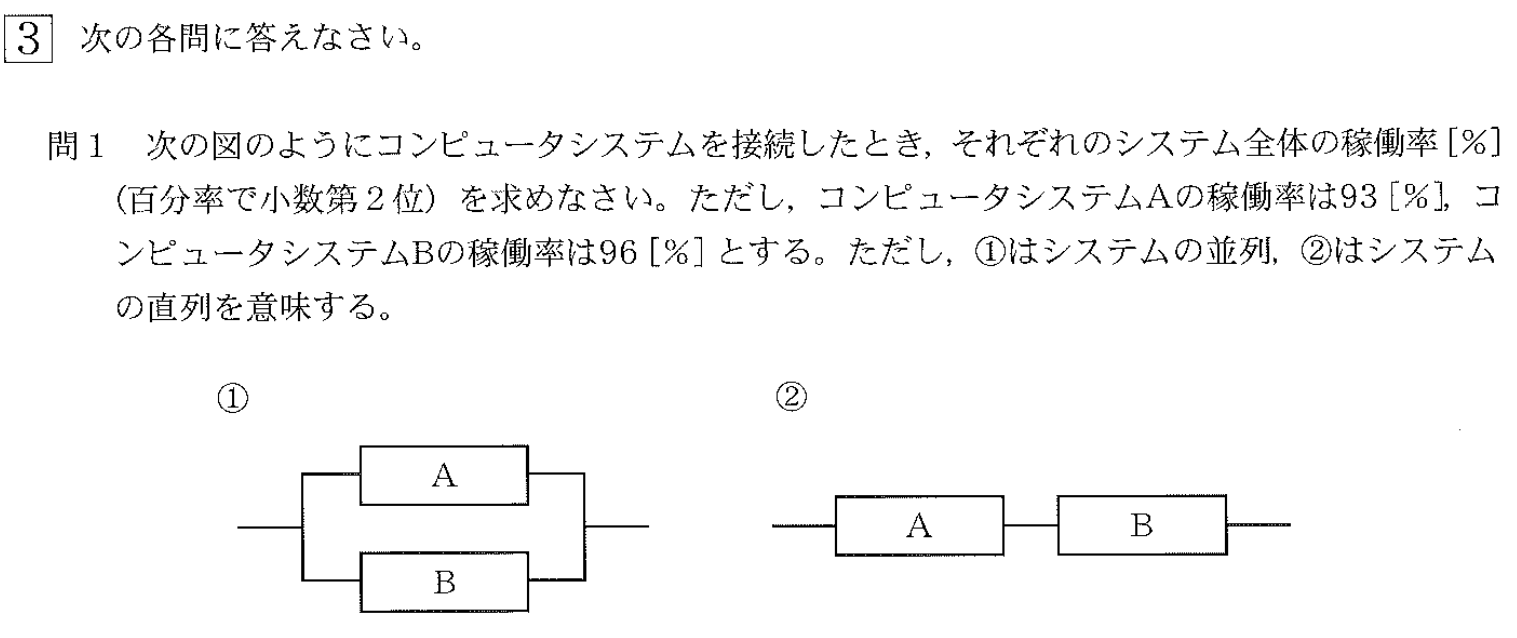 3 次の各問に答えなさい。
問1 次の図のようにコンピュータシステムを接続したとき，それぞれのシステム全体の稼働率[%]
(百分率で小数第2位）を求めなさい。ただし，コンピュータシステムAの稼働率は93[%]，コ
ンピュータシステムBの稼働率は96[%]とする。ただし，①はシステムの並列，②はシステム
の直列を意味する。
①
②
A
B
A
B